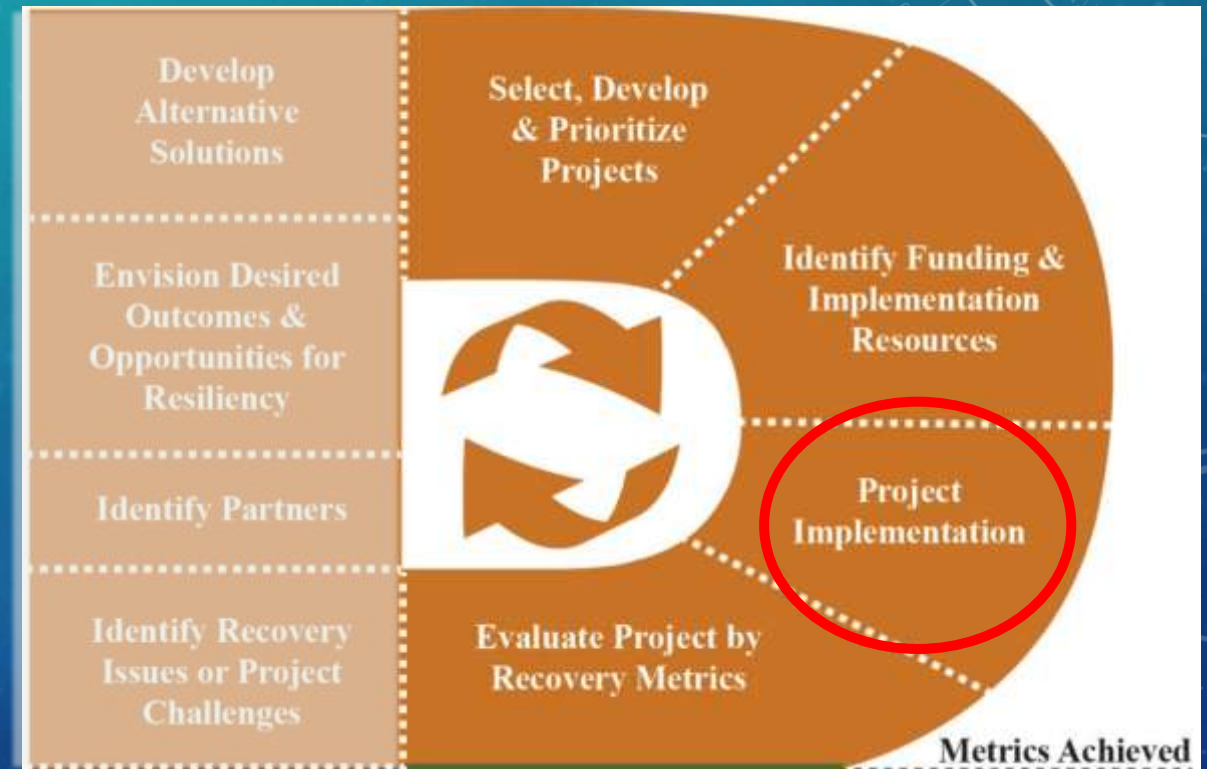 Develop
Alternative
Solutions
Select, Develop
& Prioritize
Projects
Envision Desired
Outcomes &
Opportunities for
Resiliency
Identify Funding &
Implementation
Resources
Identify Partners
Project
Implementation
Identify Recovery
Issues or Project
Challenges
Evaluate Project by
Recovery Metrics
Metrics Achieved